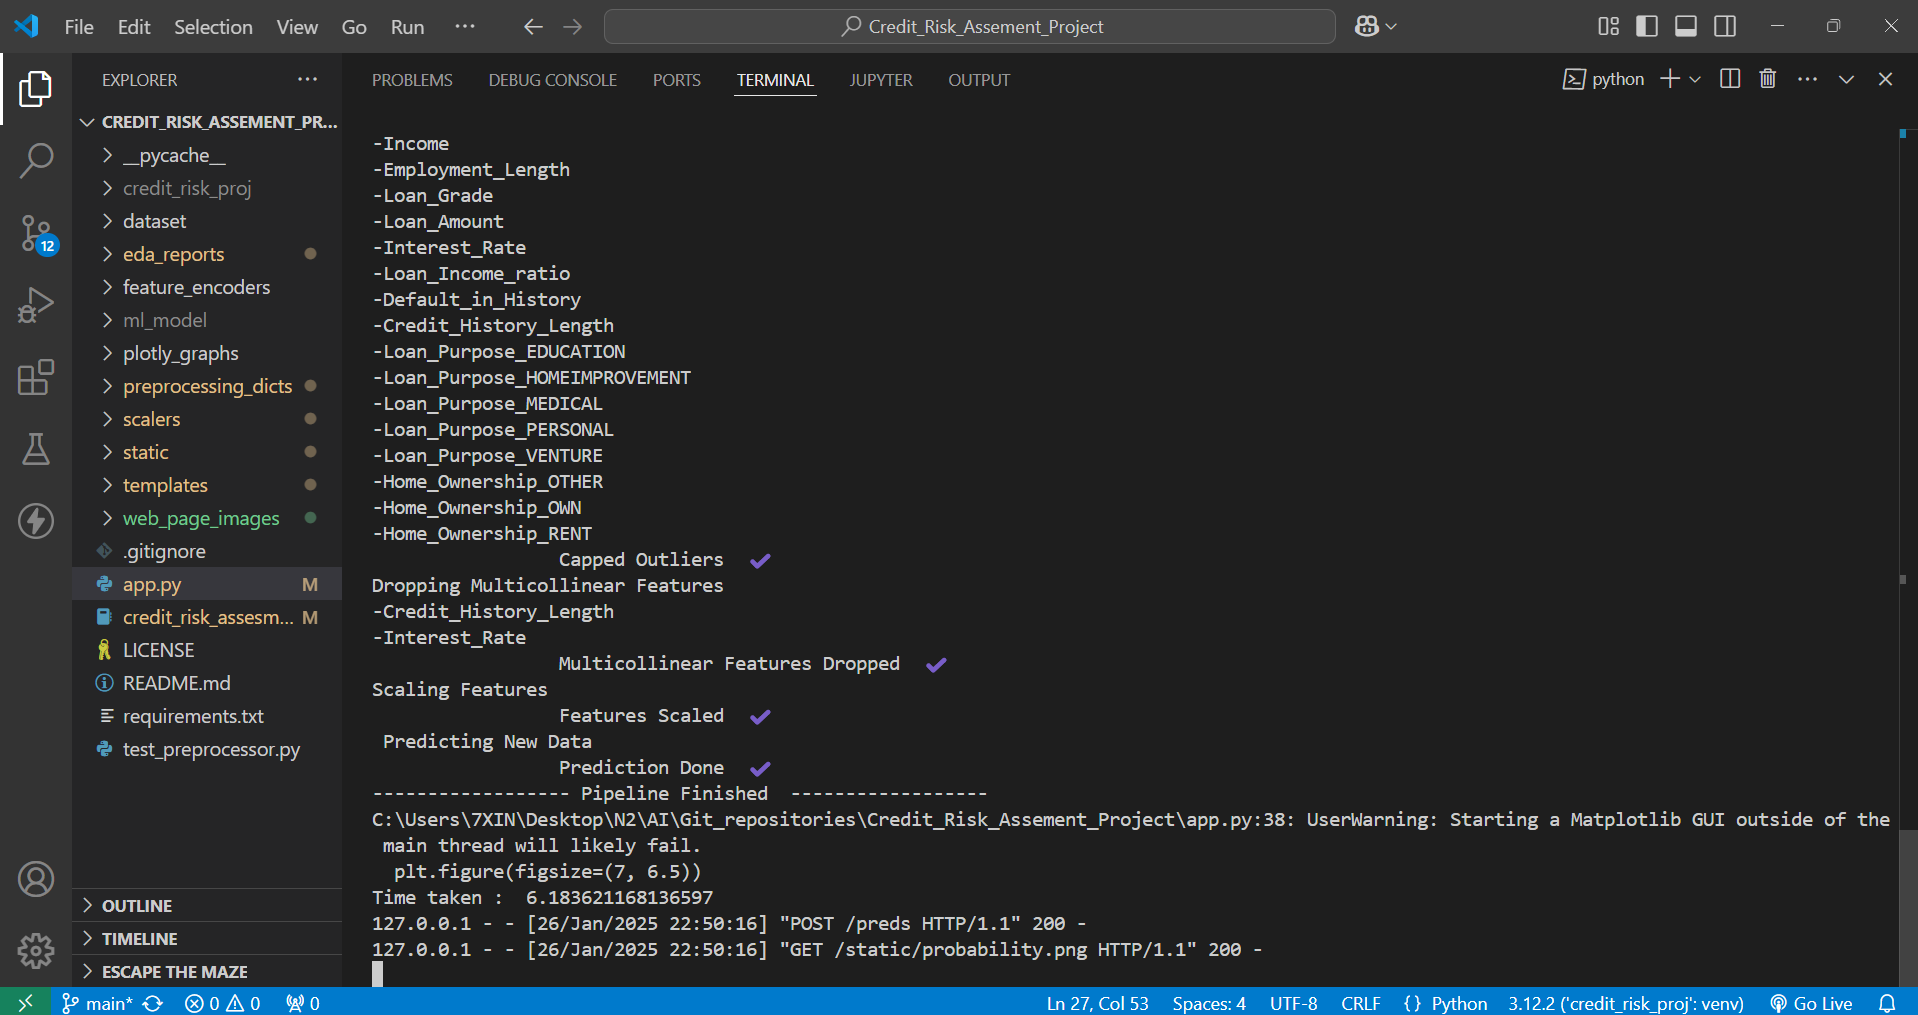 File Edit Selection View Go Run ··· Credit_Risk_Assement_Project
EXPLORER ···
CREDIT_RISK_ASSEMENT_PR...
__pycache__
credit_risk_proj
dataset
eda_reports
feature_encoders
ml_model
plotly_graphs
preprocessing_dicts
scalers
static
templates
web_page_images
.gitignore
app.py M
credit_risk_assesm... M
LICENSE
README.md
requirements.txt
test_preprocessor.py
OUTLINE
TIMELINE
ESCAPE THE MAZE
12
PROBLEMS DEBUG CONSOLE PORTS TERMINAL JUPYTER OUTPUT python ···
-Income
-Employment_Length
-Loan_Grade
-Loan_Amount
-Interest_Rate
-Loan_Income_ratio
-Default_in_History
-Credit_History_Length
-Loan_Purpose_EDUCATION
-Loan_Purpose_HOMEIMPROVEMENT
-Loan_Purpose_MEDICAL
-Loan_Purpose_PERSONAL
-Loan_Purpose_VENTURE
-Home_Ownership_OTHER
-Home_Ownership_OWN
-Home_Ownership_RENT
Capped Outliers ✔
Dropping Multicollinear Features
-Credit_History_Length
-Interest_Rate
Multicollinear Features Dropped ✔
Scaling Features
Features Scaled ✔
Predicting New Data
Prediction Done ✔
------------------ Pipeline Finished ------------------
C:\Users\7XIN\Desktop\N2\AI\Git_repositories\Credit_Risk_Assement_Project\app.py:38: UserWarning: Starting a Matplotlib GUI outside of the
main thread will likely fail.
plt.figure(figsize=(7, 6.5))
Time taken : 6.183621168136597
127.0.0.1 - - [26/Jan/2025 22:50:16] "POST /preds HTTP/1.1" 200 -
127.0.0.1 - - [26/Jan/2025 22:50:16] "GET /static/probability.png HTTP/1.1" 200 -
main* 0 0 0 Ln 27, Col 53 Spaces: 4 UTF-8 CRLF {} Python 3.12.2 ('credit_risk_proj': venv) Go Live